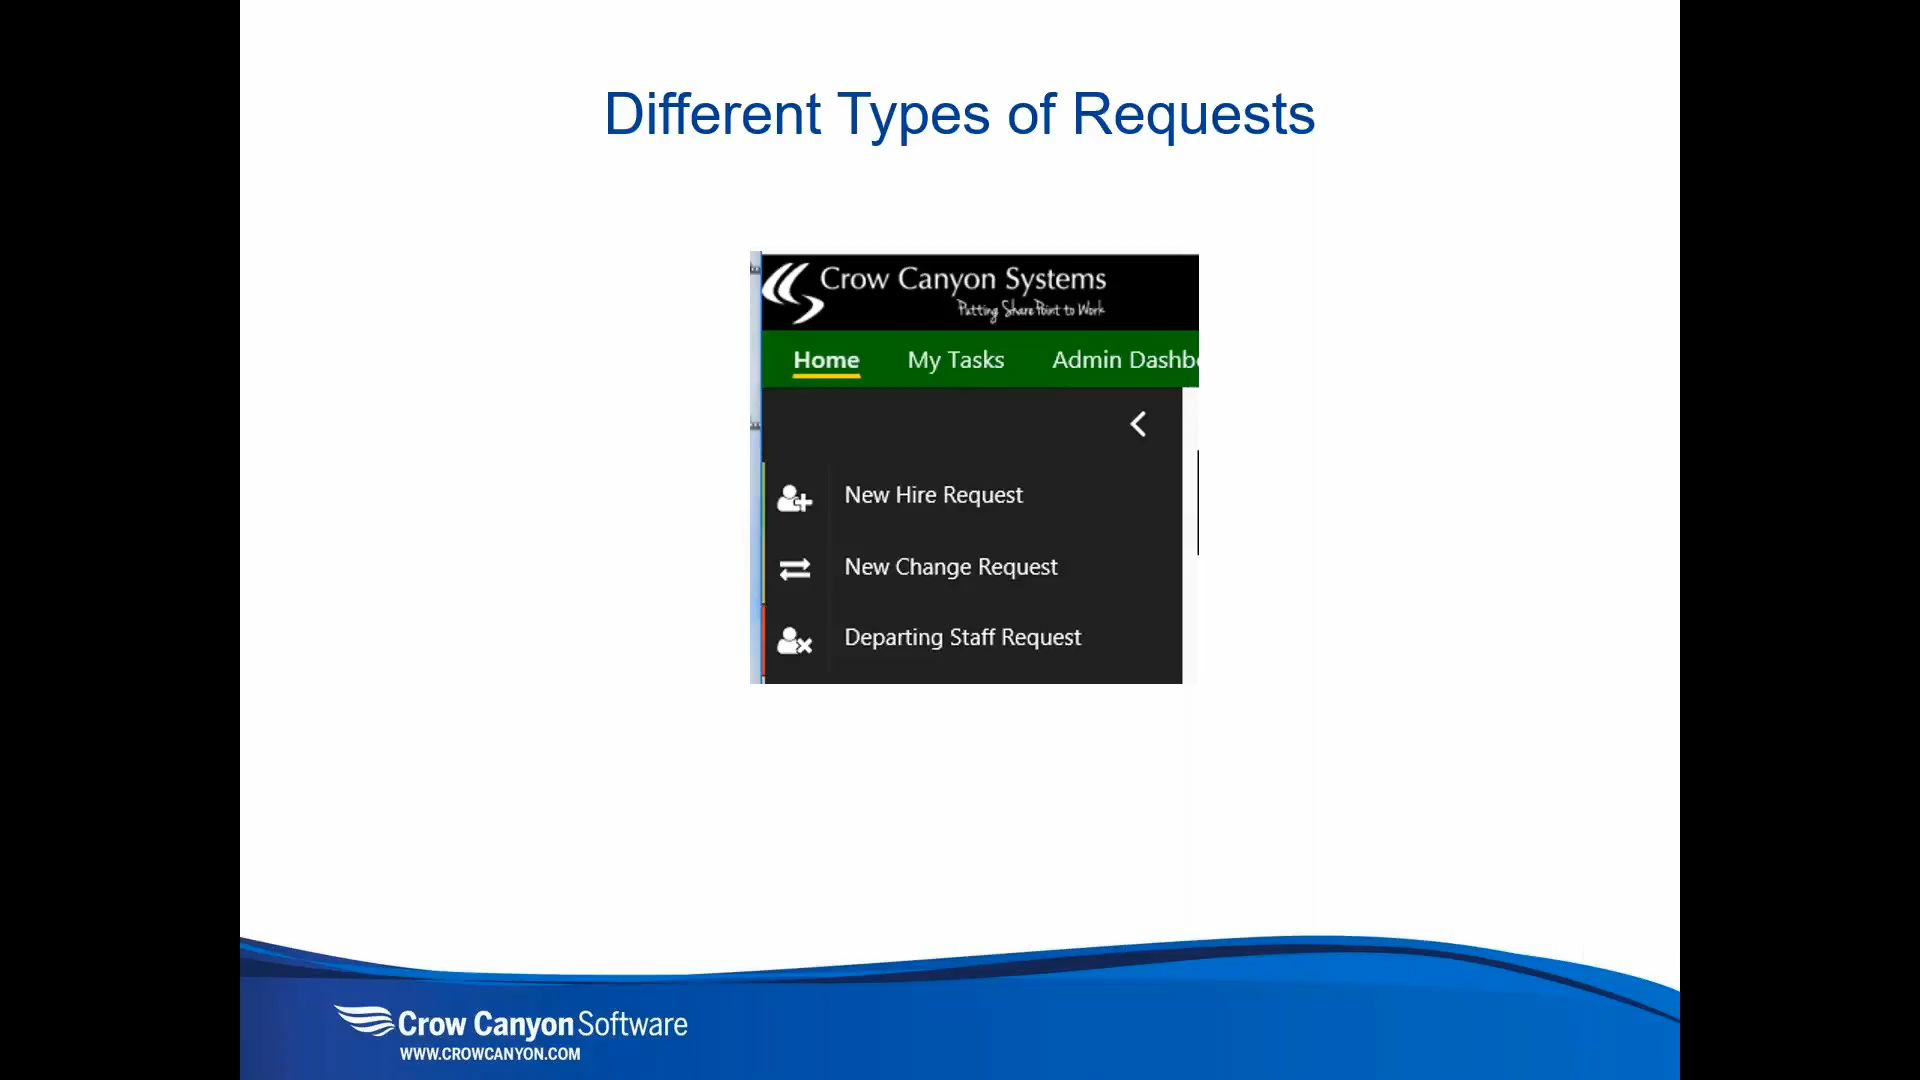 Different Types of Requests
Crow Canyon Systems
Putting SharePoint to Work
Home My Tasks Admin Dashb
New Hire Request
New Change Request
Departing Staff Request
Crow Canyon Software
WWW.CROWCANYON.COM